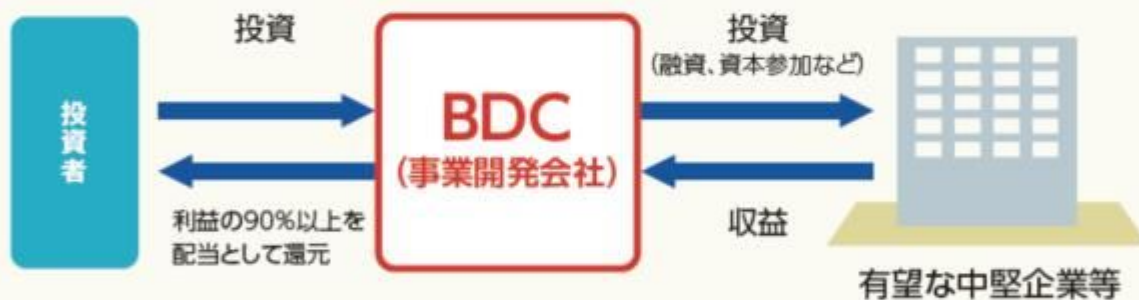 投資者
投資
利益の90%以上を
配当として還元
BDC
(事業開発会社)
投資
(融資、資本参加など)
収益
有望な中堅企業等